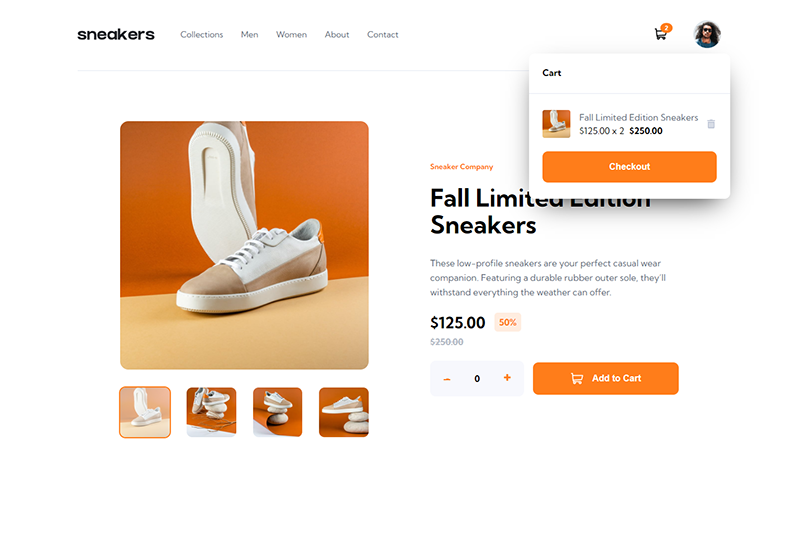 sneakers
Collections
Men
Women
About
Contact
2
Cart
Fall Limited Edition Sneakers
$125.00 x 2 $250.00
Checkout
Sneaker Company
Fall Limited Edition
Sneakers
These low-profile sneakers are your perfect casual wear
companion. Featuring a durable rubber outer sole, they'll
withstand everything the weather can offer.
$125.00 50%
$250.00
– 0 +
Add to Cart